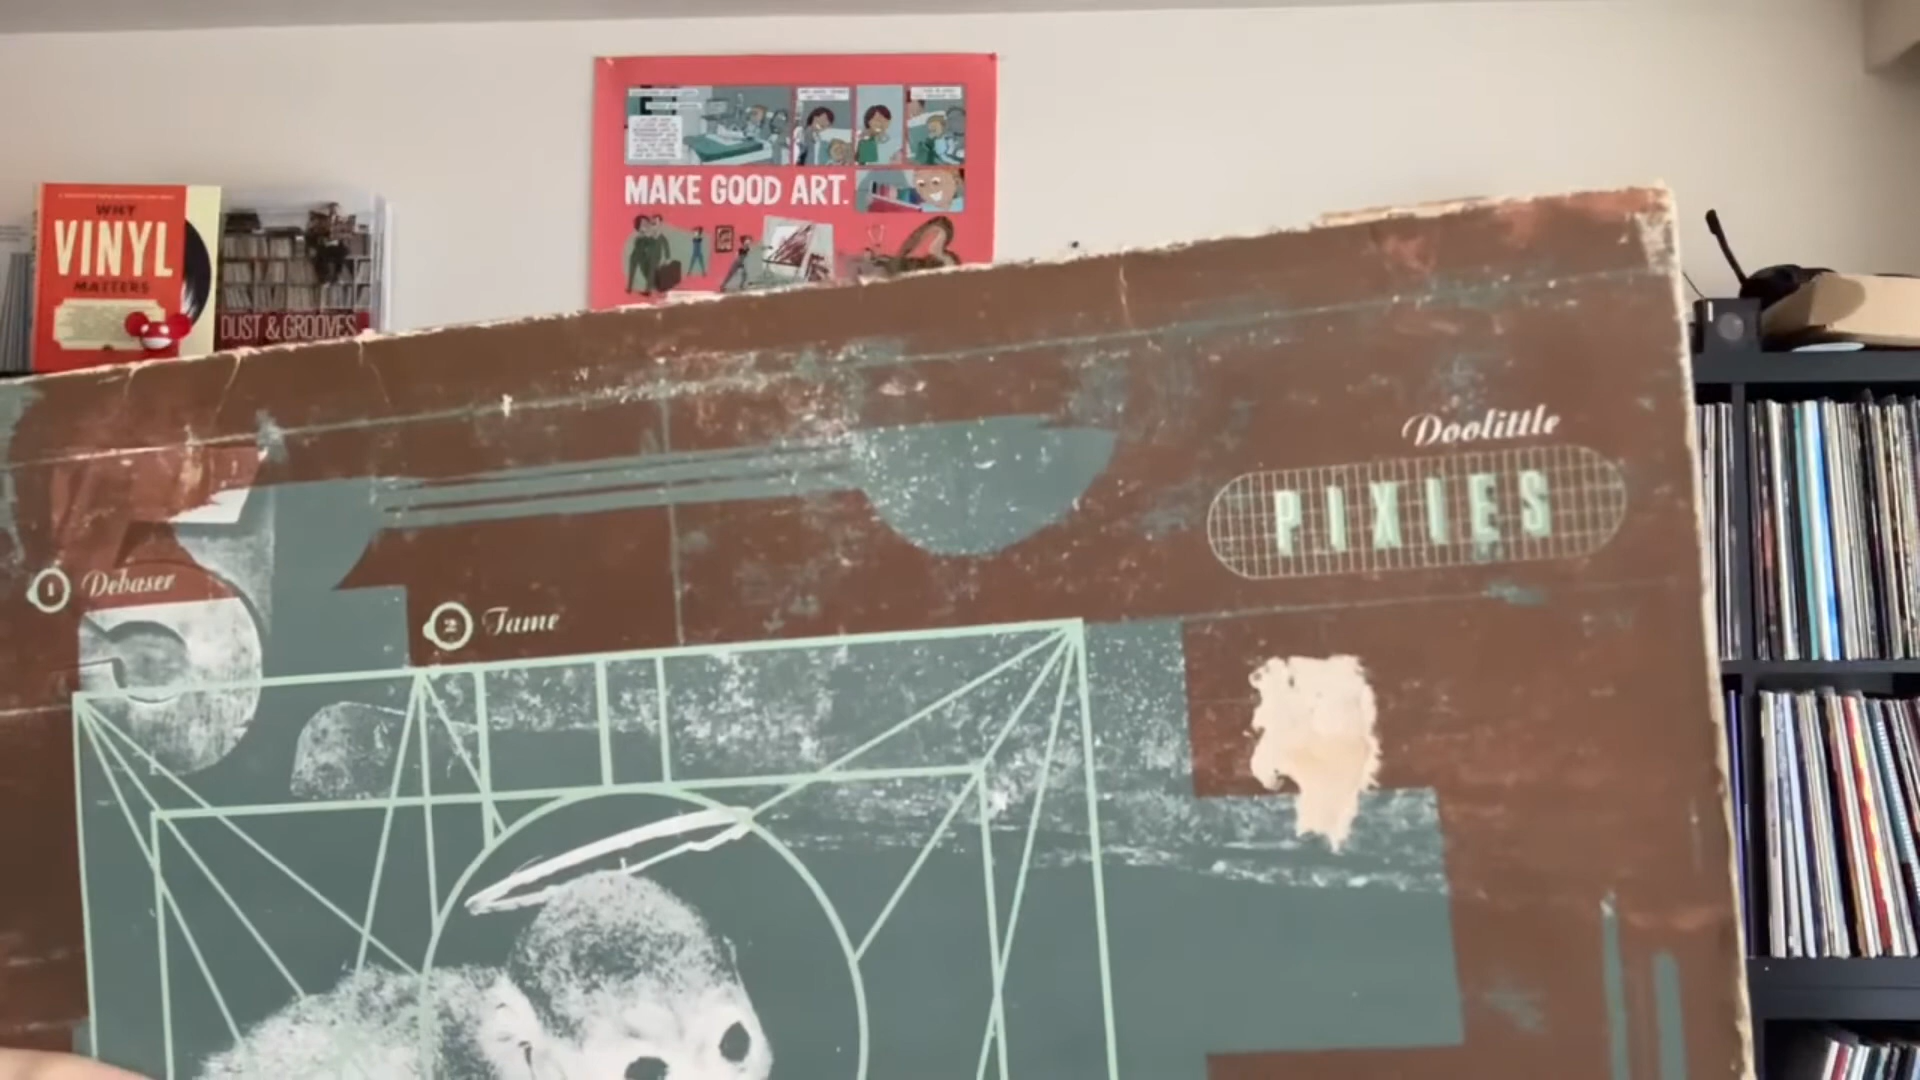 WHY
VINYL
MATTERS
DUST & GROOVES
MAKE GOOD ART.
Doolittle
PIXIES
1 Debaser
2 Tame